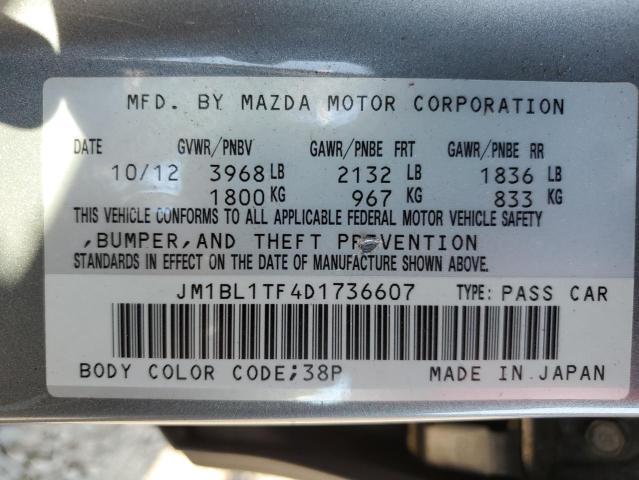 MFD. BY MAZDA MOTOR CORPORATION
DATE GVWR/PNBV GAWR/PNBE FRT GAWR/PNBE RR
10/12 3968 LB 2132 LB 1836 LB
1800 KG 967 KG 833 KG
THIS VEHICLE CONFORMS TO ALL APPLICABLE FEDERAL MOTOR VEHICLE SAFETY
,BUMPER,AND THEFT PREVENTION
STANDARDS IN EFFECT ON THE DATE OF MANUFACTURE SHOWN ABOVE.
JM1BL1TF4D1736607 TYPE: PASS CAR
BODY COLOR CODE;38P MADE IN JAPAN